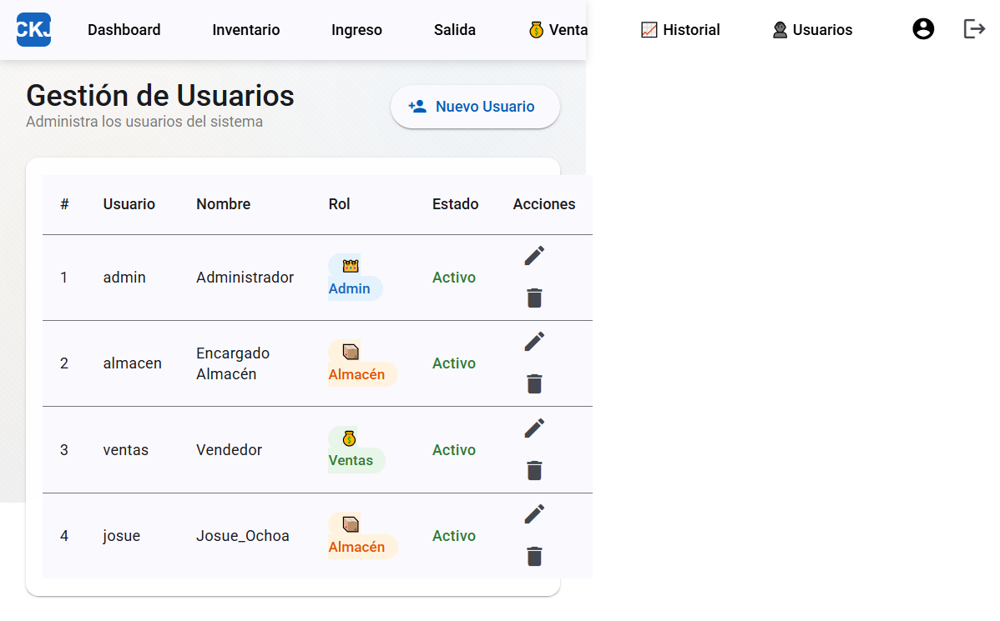 CKJ
Dashboard Inventario Ingreso Salida Venta Historial Usuarios
Gestión de Usuarios
Administra los usuarios del sistema
Nuevo Usuario
# Usuario Nombre Rol Estado Acciones
1 admin Administrador Admin Activo
2 almacen Encargado Almacén Almacén Activo
3 ventas Vendedor Ventas Activo
4 josue Josue_Ochoa Almacén Activo